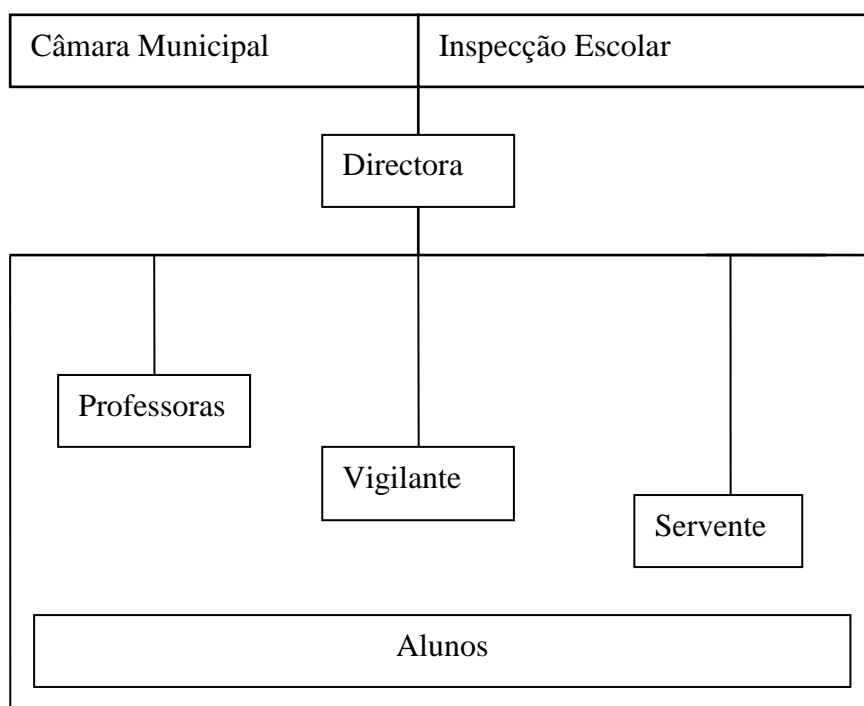 Câmara Municipal
Inspecção Escolar
Directora
Professoras
Vigilante
Servente
Alunos